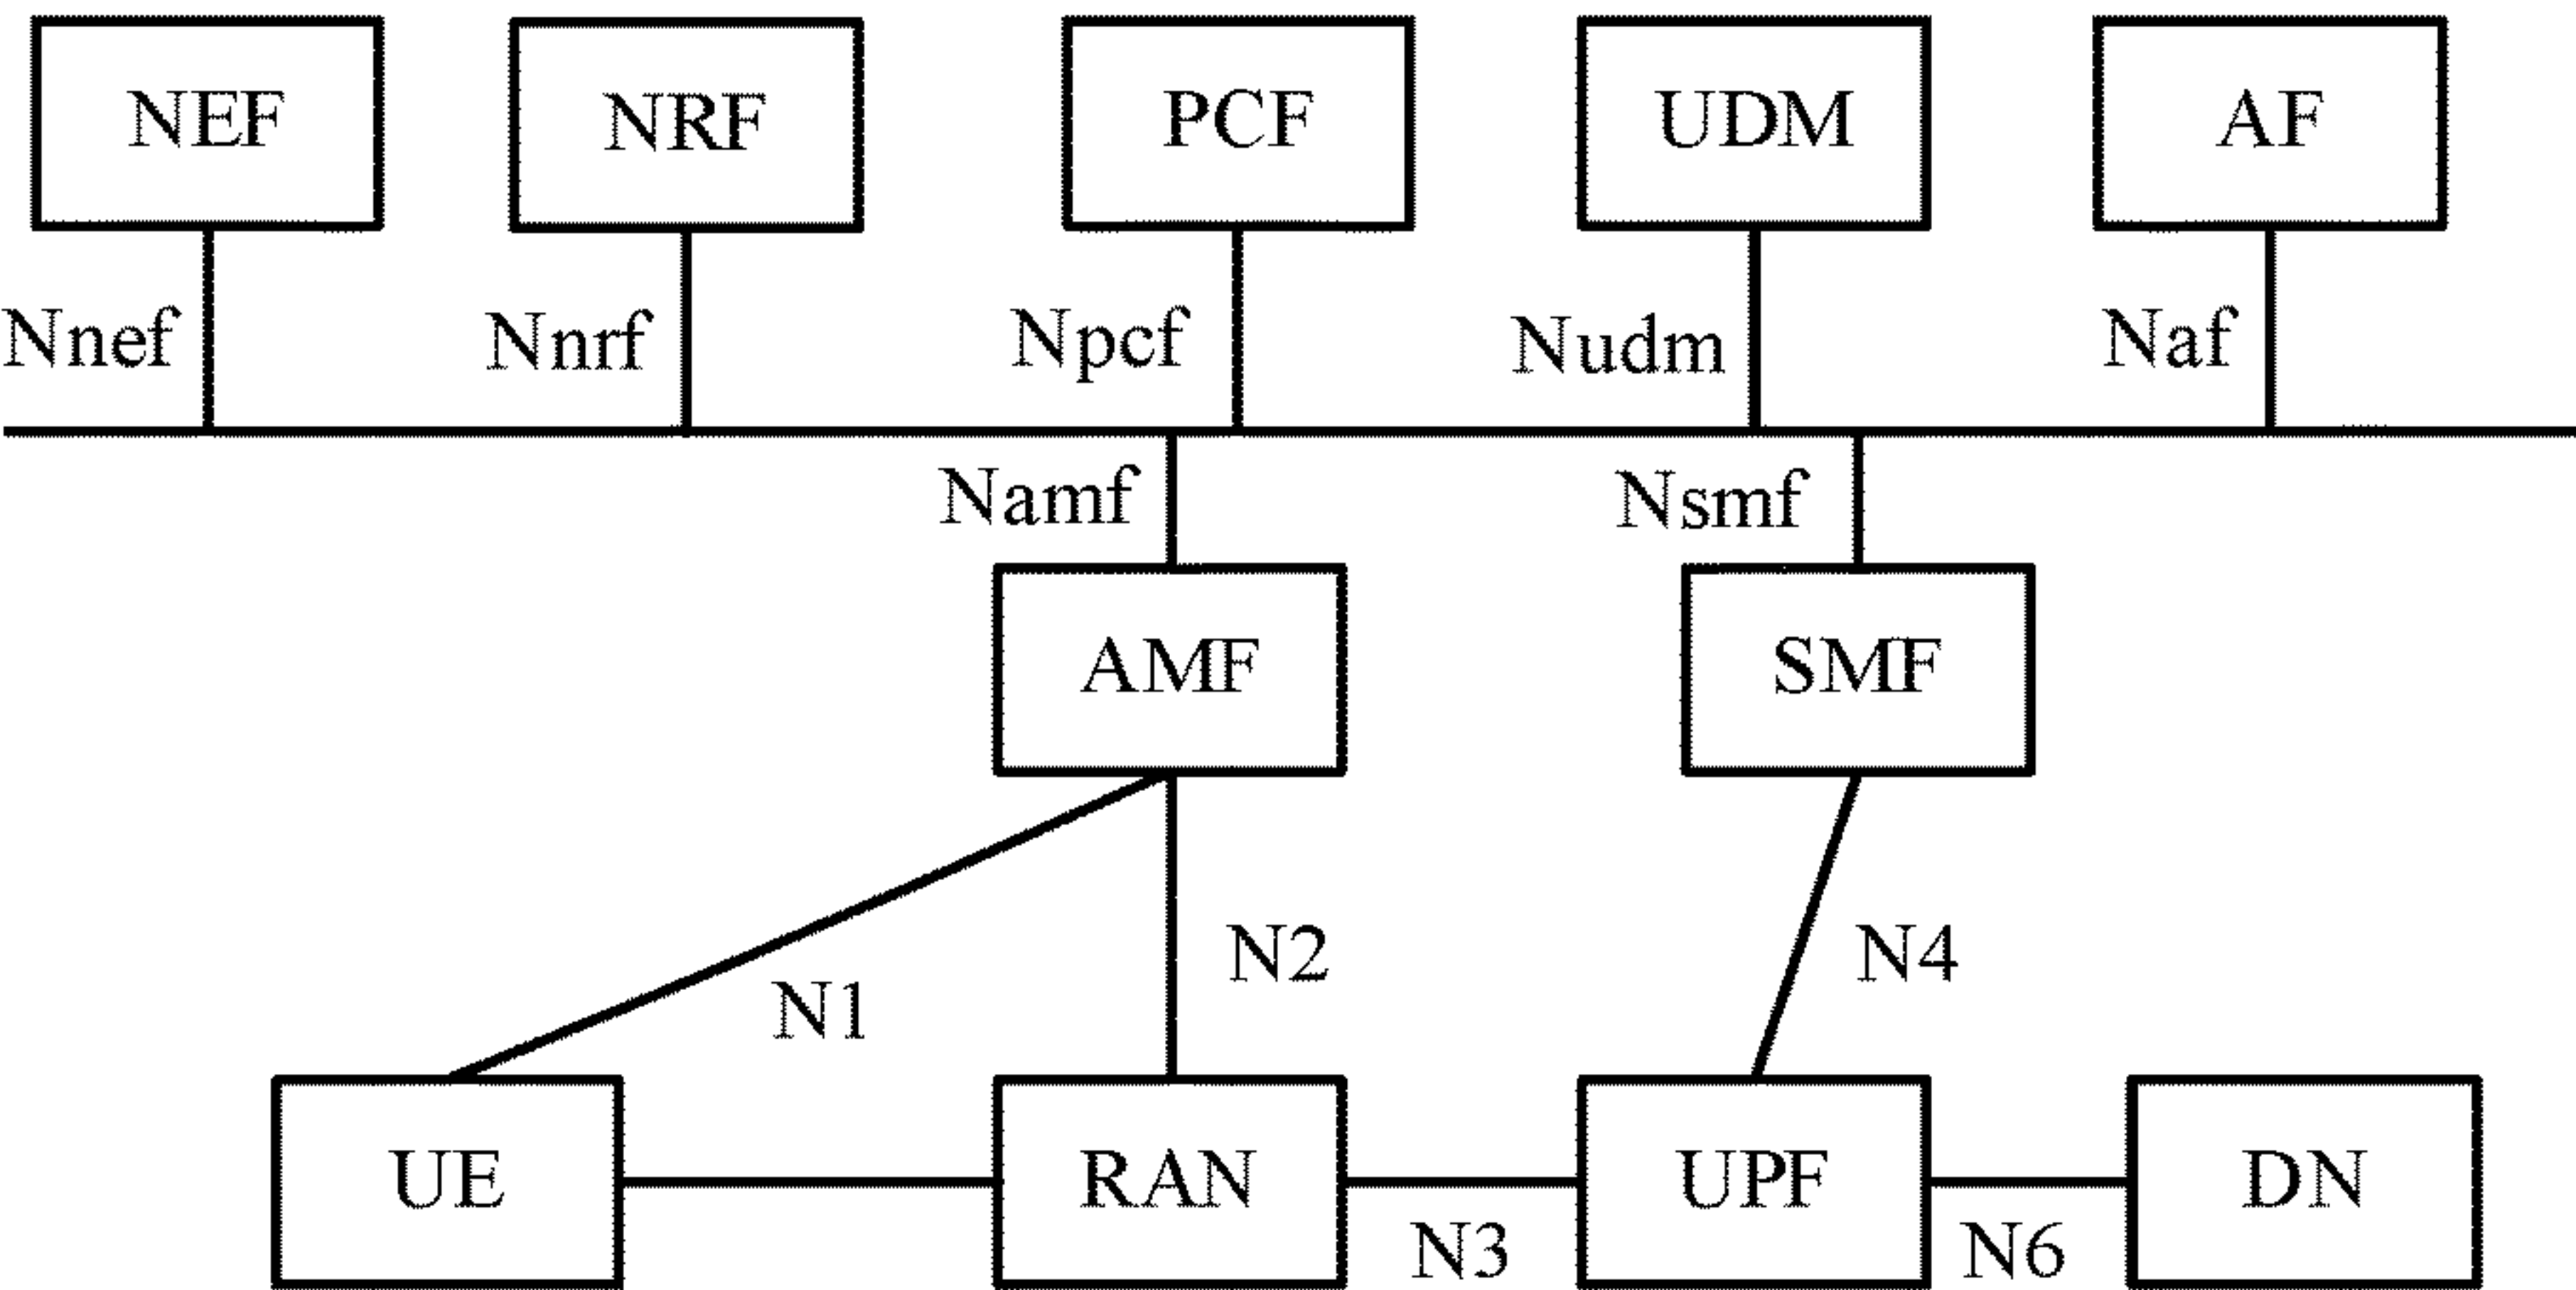 NEF NRF PCF UDM AF
Nnef Nnrf Npcf Nudm Naf
Namf Nsmf
AMF SMF
N2 N4
N1
UE RAN UPF DN
N3 N6